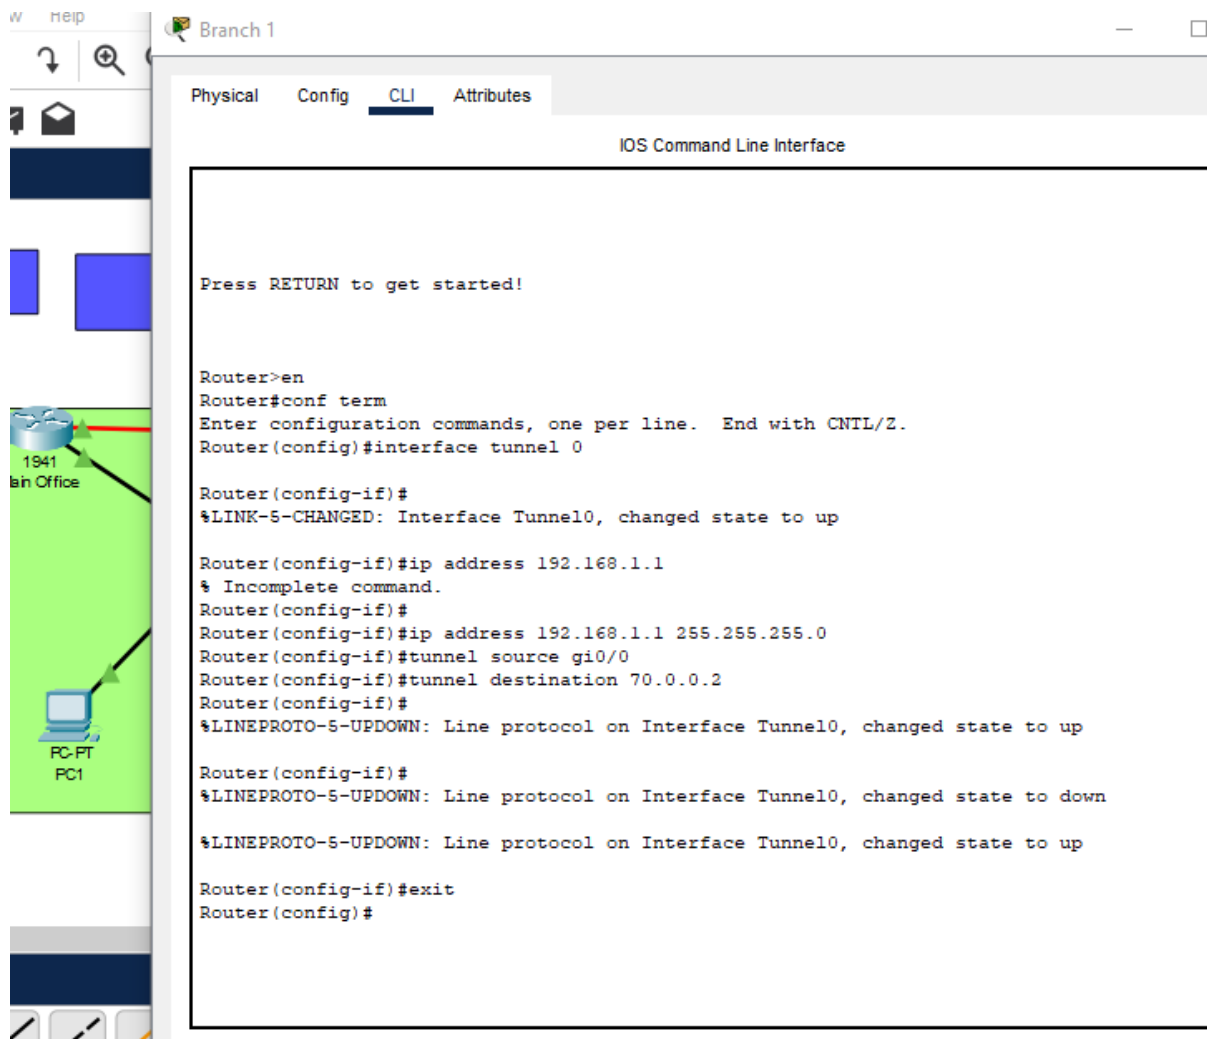 Help
Branch 1
Physical Config CLI Attributes
IOS Command Line Interface
Press RETURN to get started!
Router>en
Router#conf term
Enter configuration commands, one per line.  End with CNTL/Z.
Router(config)#interface tunnel 0
Router(config-if)#
%LINK-5-CHANGED: Interface Tunnel0, changed state to up
Router(config-if)#ip address 192.168.1.1
% Incomplete command.
Router(config-if)#
Router(config-if)#ip address 192.168.1.1 255.255.255.0
Router(config-if)#tunnel source gi0/0
Router(config-if)#tunnel destination 70.0.0.2
Router(config-if)#
%LINEPROTO-5-UPDOWN: Line protocol on Interface Tunnel0, changed state to up
Router(config-if)#
%LINEPROTO-5-UPDOWN: Line protocol on Interface Tunnel0, changed state to down
%LINEPROTO-5-UPDOWN: Line protocol on Interface Tunnel0, changed state to up
Router(config-if)#exit
Router(config)#
1941
ain Office
PC-PT
PC1